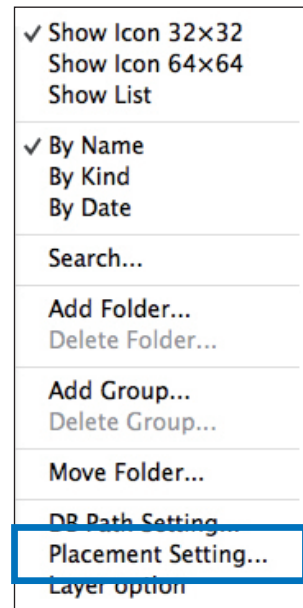 ✓ Show Icon 32×32
Show Icon 64×64
Show List
✓ By Name
By Kind
By Date
Search...
Add Folder...
Delete Folder...
Add Group...
Delete Group...
Move Folder...
DB Path Setting...
Placement Setting...
Layer option